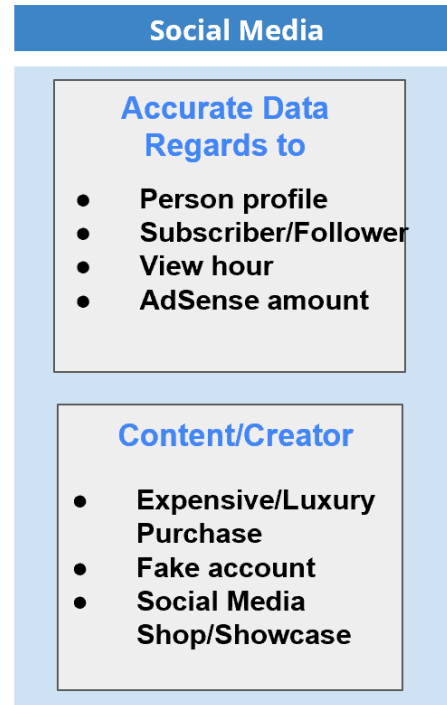 Social Media
Accurate Data
Regards to
● Person profile
● Subscriber/Follower
● View hour
● AdSense amount
Content/Creator
● Expensive/Luxury
Purchase
● Fake account
● Social Media
Shop/Showcase